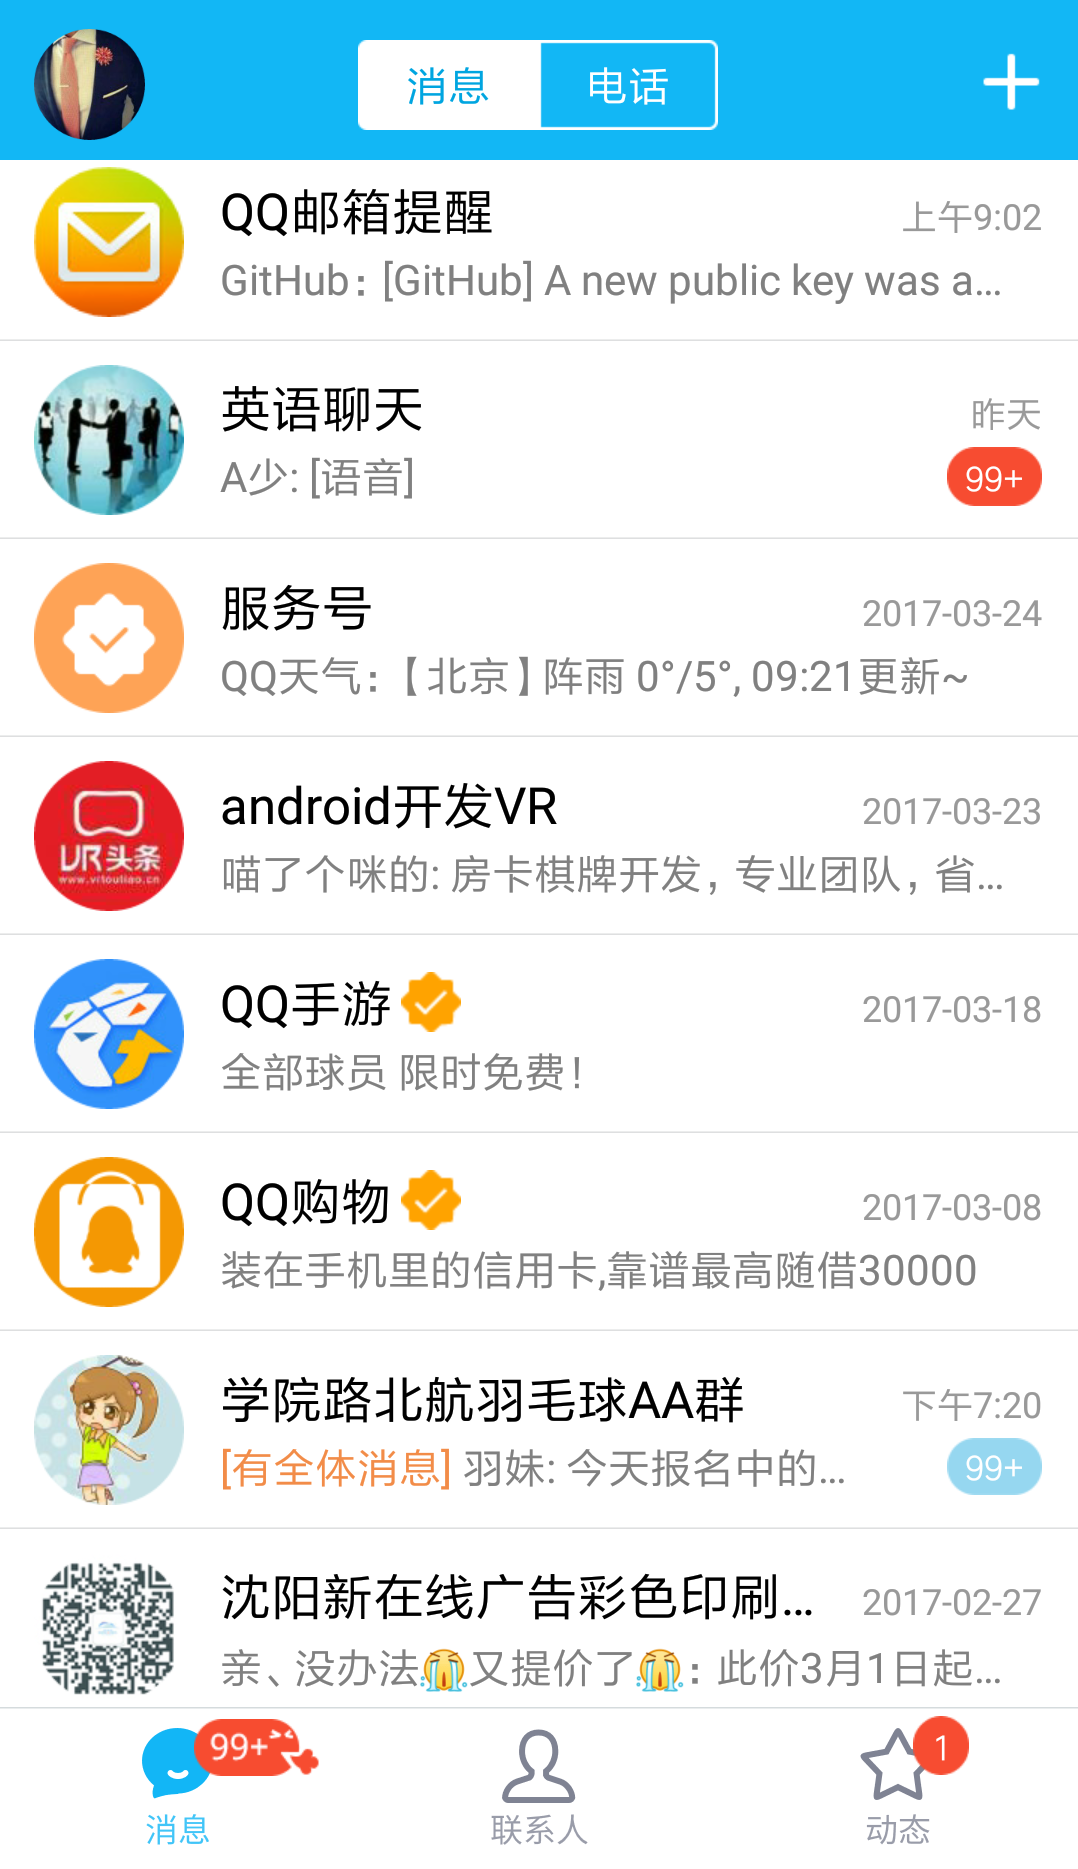 消息 电话
QQ邮箱提醒 上午9:02
GitHub：[GitHub] A new public key was a...
英语聊天 昨天
A少: [语音] 99+
服务号 2017-03-24
QQ天气：【北京】阵雨 0°/5°, 09:21更新~
android开发VR 2017-03-23
VR头条
www.vrtoutiao.cn
喵了个咪的: 房卡棋牌开发，专业团队，省...
QQ手游 2017-03-18
全部球员 限时免费！
QQ购物 2017-03-08
装在手机里的信用卡,靠谱最高随借30000
学院路北航羽毛球AA群 下午7:20
[有全体消息] 羽妹: 今天报名中的... 99+
沈阳新在线广告彩色印刷... 2017-02-27
亲、没办法😭又提价了😭：此价3月1日起...
99+ 1
消息 联系人 动态